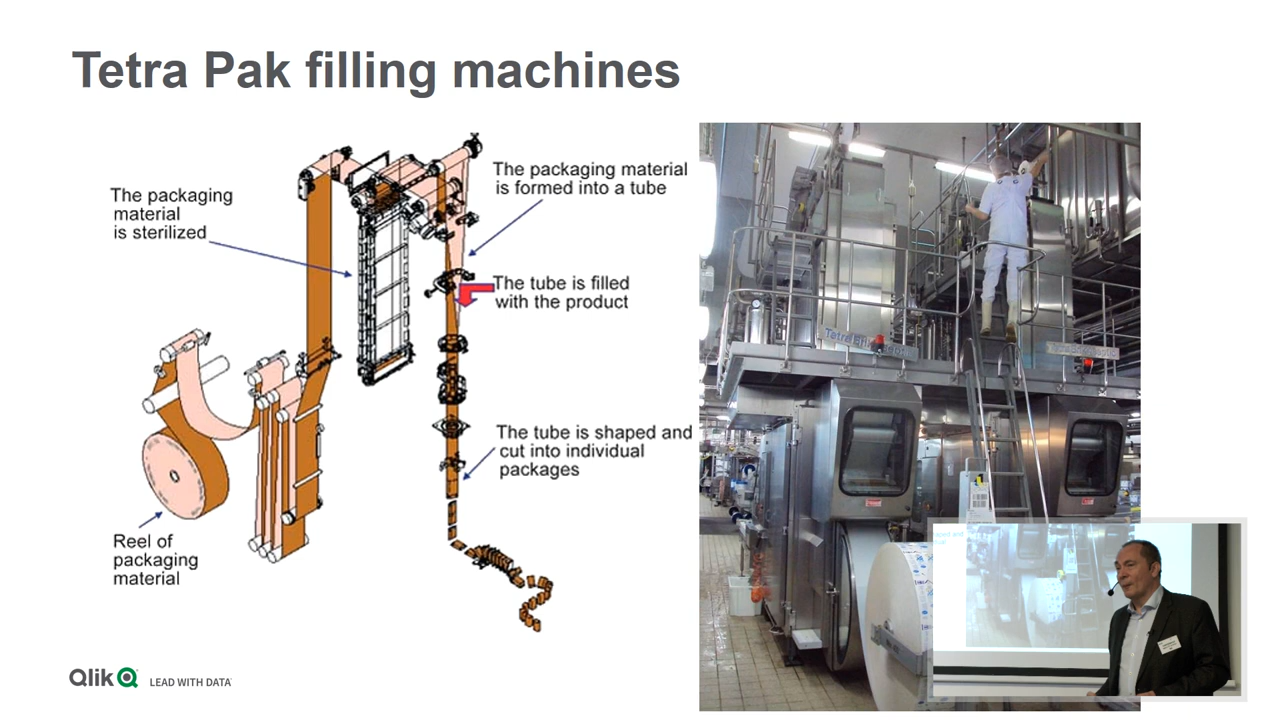 Tetra Pak filling machines
The packaging
material
is sterilized
The packaging material
is formed into a tube
The tube is filled
with the product
The tube is shaped and
cut into individual
packages
Reel of
packaging
material
Qlik
LEAD WITH DATA
Tetra